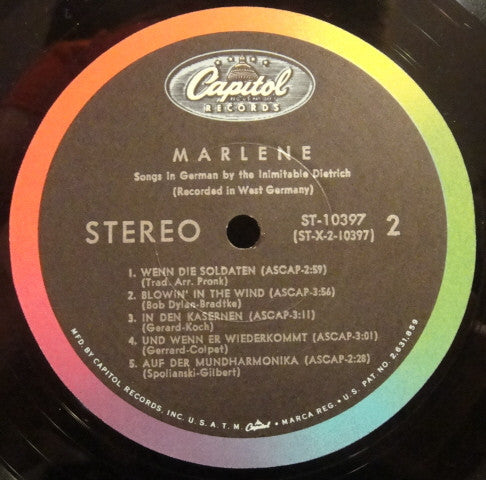 Capitol
RECORDS
MARLENE
Songs in German by the Inimitable Dietrich
(Recorded in West Germany)
STEREO
ST-10397
(ST-X-2-10397)
2
1. WENN DIE SOLDATEN (ASCAP-2:59)
(Trad. Arr. Pronk)
2. BLOWIN' IN THE WIND (ASCAP-3:56)
(Bob Dylan-Bradtke)
3. IN DEN KASERNEN (ASCAP-3:11)
(Gerard-Koch)
4. UND WENN ER WIEDERKOMMT (ASCAP-3:01)
(Gerrard-Colpet)
5. AUF DER MUNDHARMONIKA (ASCAP-2:28)
(Spolianski-Gilbert)
MFD. BY CAPITOL RECORDS, INC. U.S.A. T.M. Capitol MARCA REG. • U.S. PAT. NO. 2,631,859